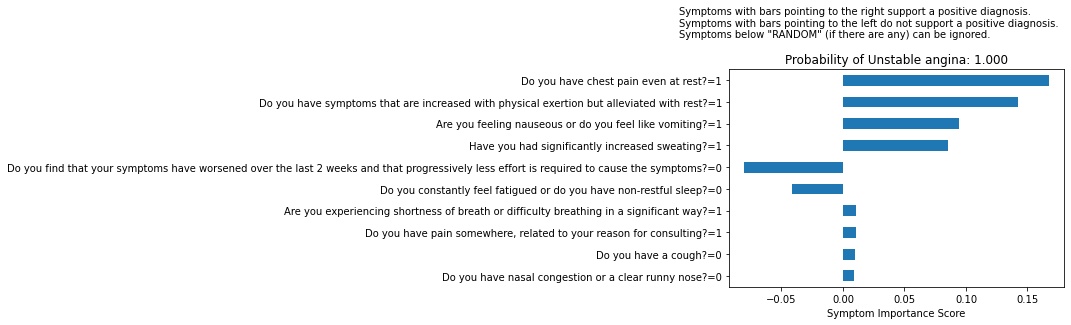 Symptoms with bars pointing to the right support a positive diagnosis.
Symptoms with bars pointing to the left do not support a positive diagnosis.
Symptoms below "RANDOM" (if there are any) can be ignored.
Probability of Unstable angina: 1.000
Do you have chest pain even at rest?=1
Do you have symptoms that are increased with physical exertion but alleviated with rest?=1
Are you feeling nauseous or do you feel like vomiting?=1
Have you had significantly increased sweating?=1
Do you find that your symptoms have worsened over the last 2 weeks and that progressively less effort is required to cause the symptoms?=0
Do you constantly feel fatigued or do you have non-restful sleep?=0
Are you experiencing shortness of breath or difficulty breathing in a significant way?=1
Do you have pain somewhere, related to your reason for consulting?=1
Do you have a cough?=0
Do you have nasal congestion or a clear runny nose?=0
−0.05 0.00 0.05 0.10 0.15
Symptom Importance Score